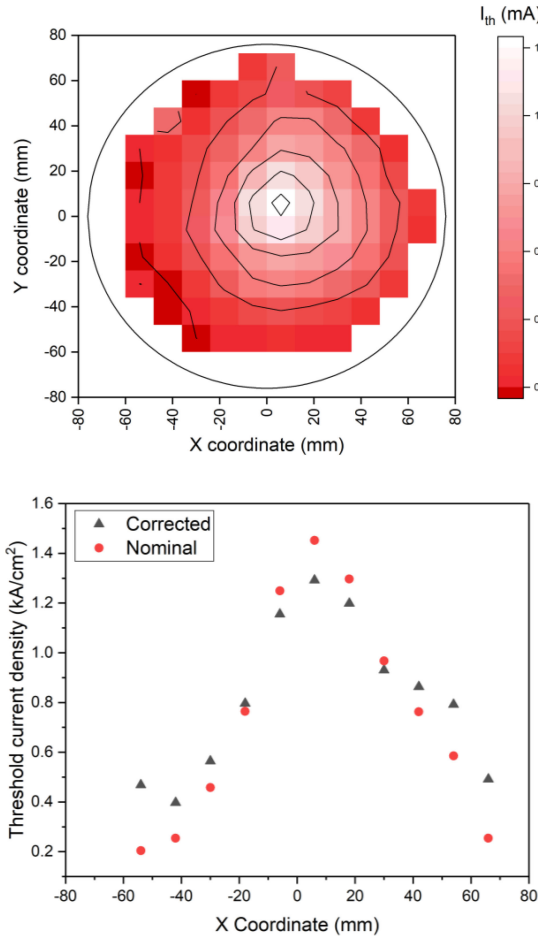 I_th (mA)
80
60
40
20
0
-20
-40
-60
-80
-80 -60 -40 -20 0 20 40 60 80
Y coordinate (mm)
X coordinate (mm)
1.6
1.4
1.2
1.0
0.8
0.6
0.4
0.2
Corrected
Nominal
Threshold current density (kA/cm²)
-80 -60 -40 -20 0 20 40 60 80
X Coordinate (mm)